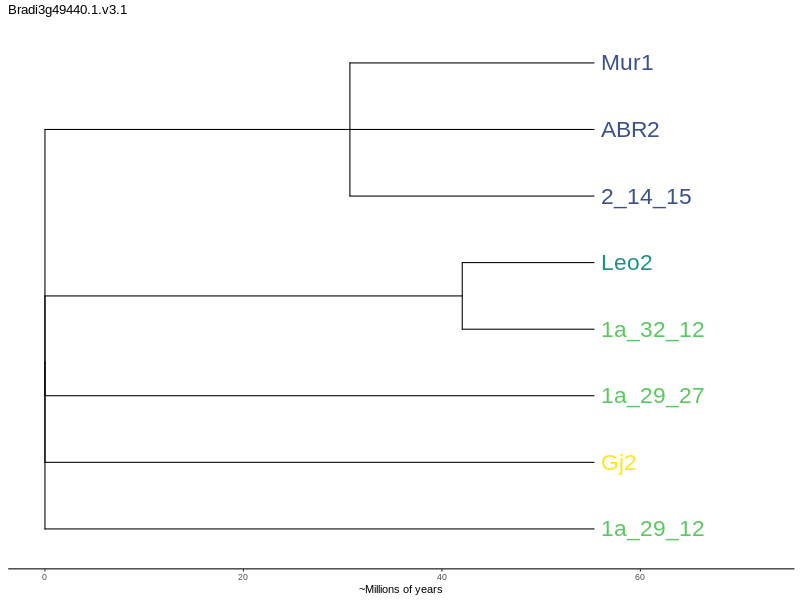 Bradi3g49440.1.v3.1
Mur1
ABR2
2_14_15
Leo2
1a_32_12
1a_29_27
Gj2
1a_29_12
0 20 40 60
~Millions of years